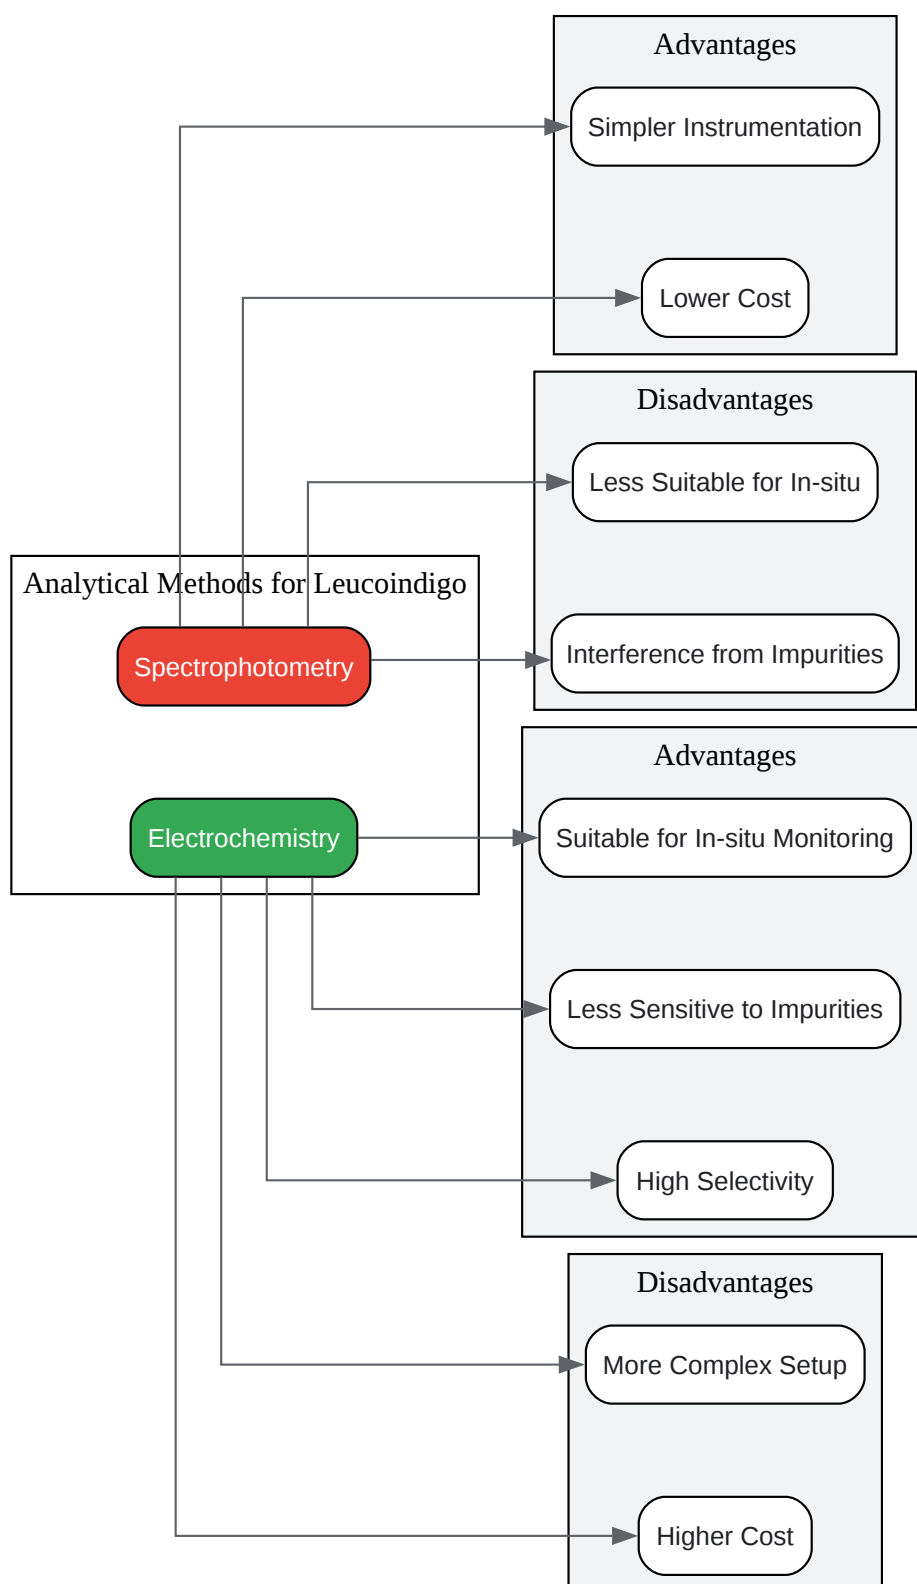 Advantages
Simpler Instrumentation
Lower Cost
Disadvantages
Less Suitable for In-situ
Interference from Impurities
Analytical Methods for Leucoindigo
Spectrophotometry
Electrochemistry
Advantages
Suitable for In-situ Monitoring
Less Sensitive to Impurities
High Selectivity
Disadvantages
More Complex Setup
Higher Cost